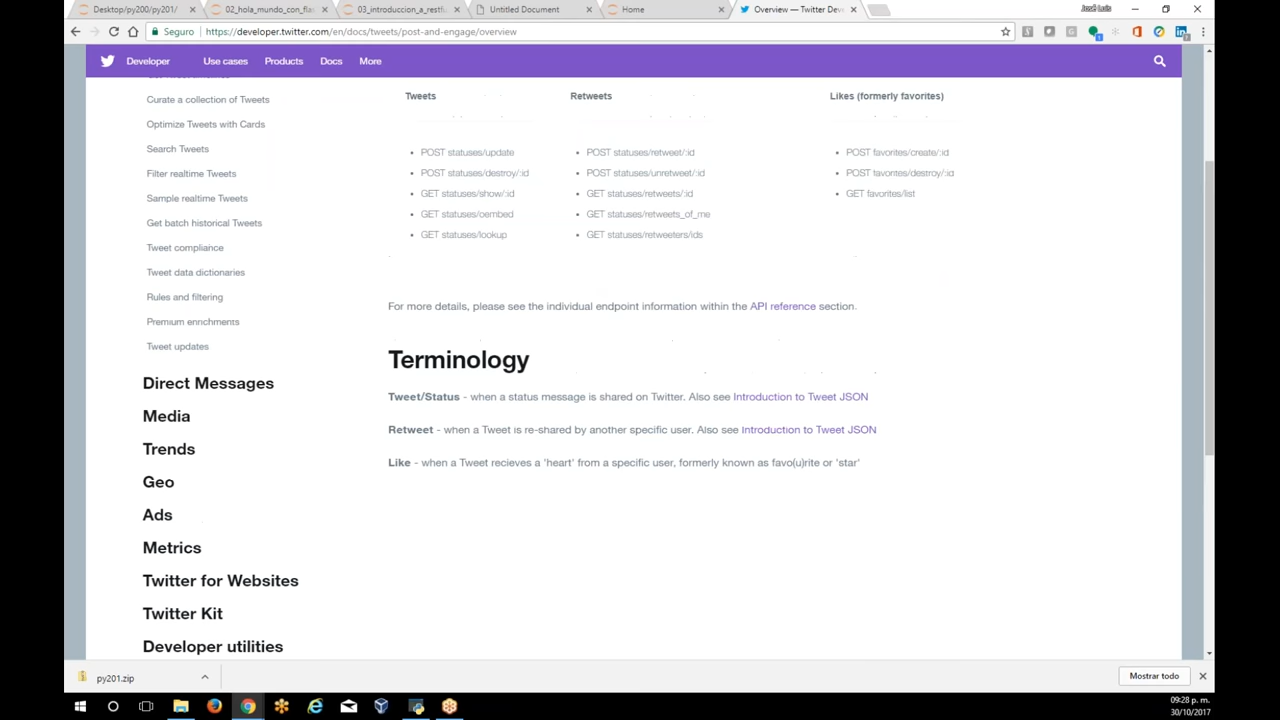 Desktop/py200/py201/
02_hola_mundo_con_flas
03_introduccion_a_restfu
Untitled Document
Home
Overview — Twitter Deve
José Luis
Seguro
https://developer.twitter.com/en/docs/tweets/post-and-engage/overview
Developer
Use cases
Products
Docs
More
Curate a collection of Tweets
Optimize Tweets with Cards
Search Tweets
Filter realtime Tweets
Sample realtime Tweets
Get batch historical Tweets
Tweet compliance
Tweet data dictionaries
Rules and filtering
Premium enrichments
Tweet updates
Direct Messages
Media
Trends
Geo
Ads
Metrics
Twitter for Websites
Twitter Kit
Developer utilities
Tweets
POST statuses/update
POST statuses/destroy/:id
GET statuses/show/:id
GET statuses/oembed
GET statuses/lookup
Retweets
POST statuses/retweet/:id
POST statuses/unretweet/:id
GET statuses/retweets/:id
GET statuses/retweets_of_me
GET statuses/retweeters/ids
Likes (formerly favorites)
POST favorites/create/:id
POST favorites/destroy/:id
GET favorites/list
For more details, please see the individual endpoint information within the API reference section.
Terminology
Tweet/Status - when a status message is shared on Twitter. Also see Introduction to Tweet JSON
Retweet - when a Tweet is re-shared by another specific user. Also see Introduction to Tweet JSON
Like - when a Tweet recieves a 'heart' from a specific user, formerly known as favo(u)rite or 'star'
py201.zip
Mostrar todo
09:28 p. m.
30/10/2017